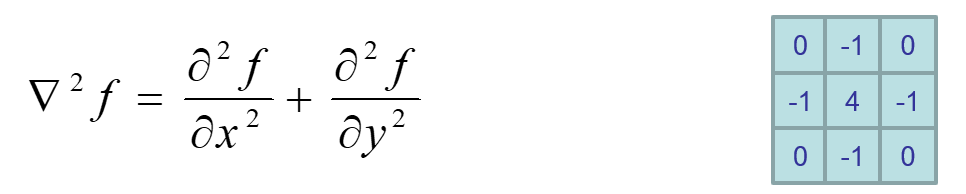 ∇²f = ∂²f/∂x² + ∂²f/∂y²
0 -1 0
-1 4 -1
0 -1 0